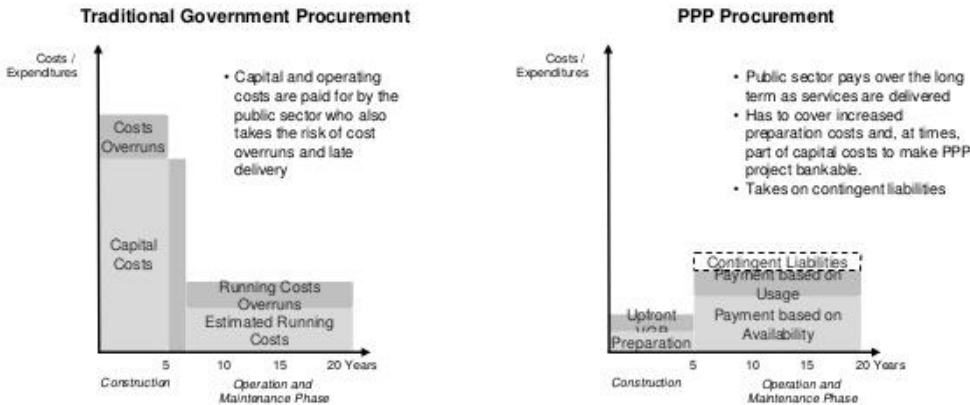 Traditional Government Procurement
Costs /
Expenditures
• Capital and operating
costs are paid for by the
public sector who also
takes the risk of cost
overruns and late
delivery
Costs
Overruns
Capital
Costs
Running Costs
Overruns
Estimated Running
Costs
5
10
15
20 Years
Construction
Operation and
Maintenance Phase
PPP Procurement
Costs /
Expenditures
• Public sector pays over the long
term as services are delivered
• Has to cover increased
preparation costs and, at times,
part of capital costs to make PPP
project bankable.
• Takes on contingent liabilities
Contingent Liabilities
Payment based on
Usage
Payment based on
Availability
Upfront
Preparation
5
10
15
20 Years
Construction
Operation and
Maintenance Phase